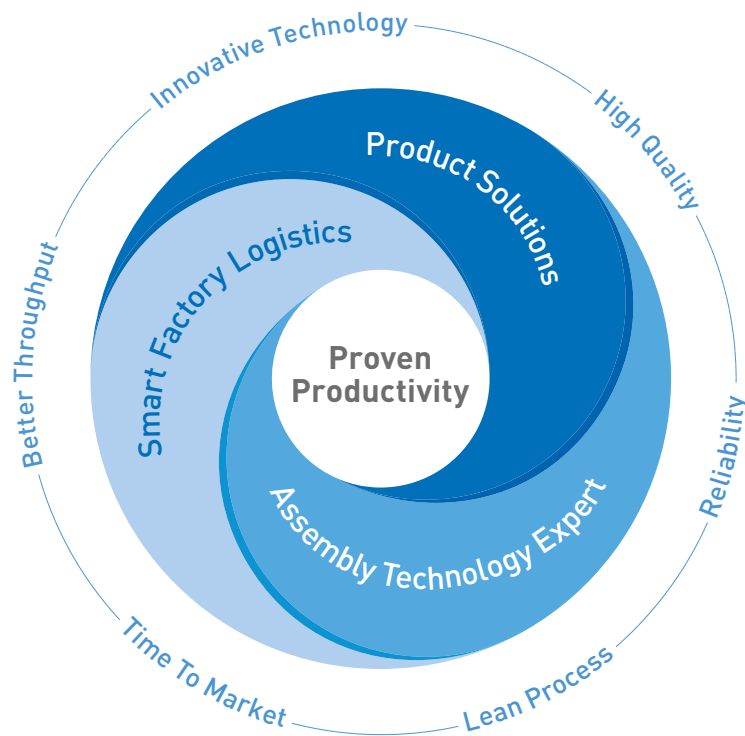 Innovative Technology
High Quality
Reliability
Lean Process
Time To Market
Better Throughput
Product Solutions
Smart Factory Logistics
Assembly Technology Expert
Proven
Productivity